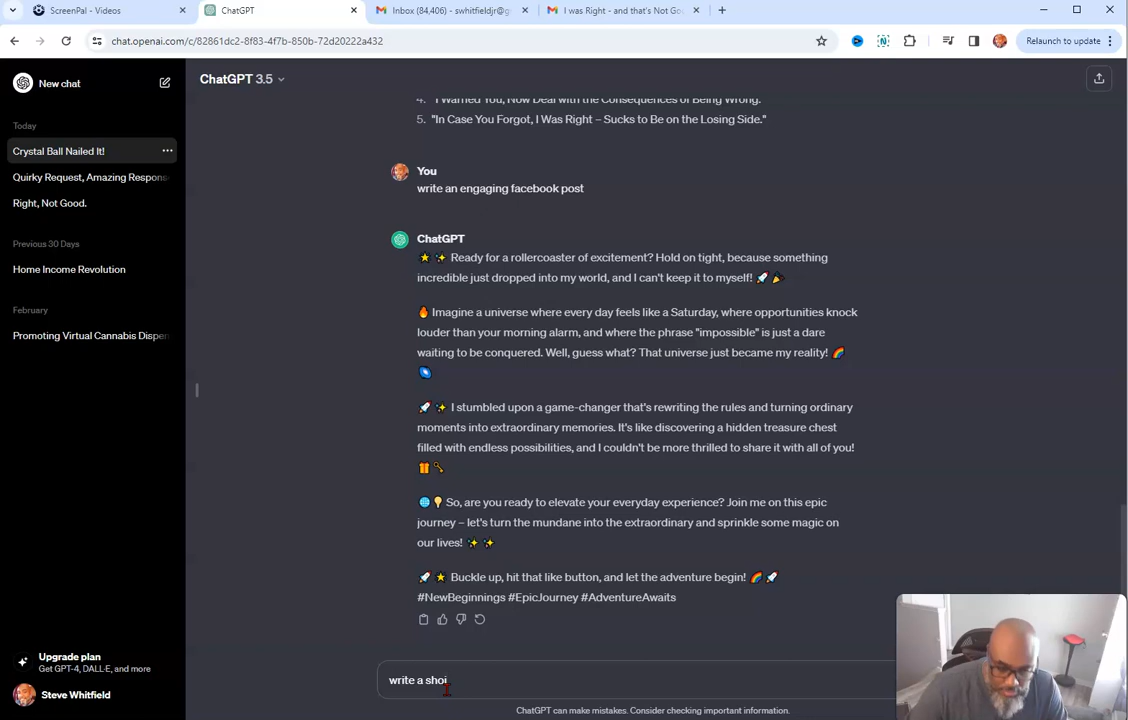 ScreenPal - Videos
ChatGPT
Inbox (84,406) - swhitfieldjr@g
I was Right - and that's Not Go
chat.openai.com/c/82861dc2-8f83-4f7b-850b-72d20222a432
Relaunch to update
New chat
ChatGPT 3.5
Today
Crystal Ball Nailed It!
Quirky Request, Amazing Respons
Right, Not Good.
Previous 30 Days
Home Income Revolution
February
Promoting Virtual Cannabis Disper
4. "I Warned You, Now Deal with the Consequences of Being Wrong."
5. "In Case You Forgot, I Was Right – Sucks to Be on the Losing Side."
You
write an engaging facebook post
ChatGPT
🌟 ✨ Ready for a rollercoaster of excitement? Hold on tight, because something
incredible just dropped into my world, and I can't keep it to myself! 🚀 🎉
🔥 Imagine a universe where every day feels like a Saturday, where opportunities knock
louder than your morning alarm, and where the phrase "impossible" is just a dare
waiting to be conquered. Well, guess what? That universe just became my reality! 🌈
🌌
🚀 ✨ I stumbled upon a game-changer that's rewriting the rules and turning ordinary
moments into extraordinary memories. It's like discovering a hidden treasure chest
filled with endless possibilities, and I couldn't be more thrilled to share it with all of you!
🎁 🗝️
🌐 💡 So, are you ready to elevate your everyday experience? Join me on this epic
journey – let's turn the mundane into the extraordinary and sprinkle some magic on
our lives! ✨ ✨
🚀 🌟 Buckle up, hit that like button, and let the adventure begin! 🌈 🚀
#NewBeginnings #EpicJourney #AdventureAwaits
Upgrade plan
Get GPT-4, DALL·E, and more
Steve Whitfield
write a shoi
ChatGPT can make mistakes. Consider checking important information.